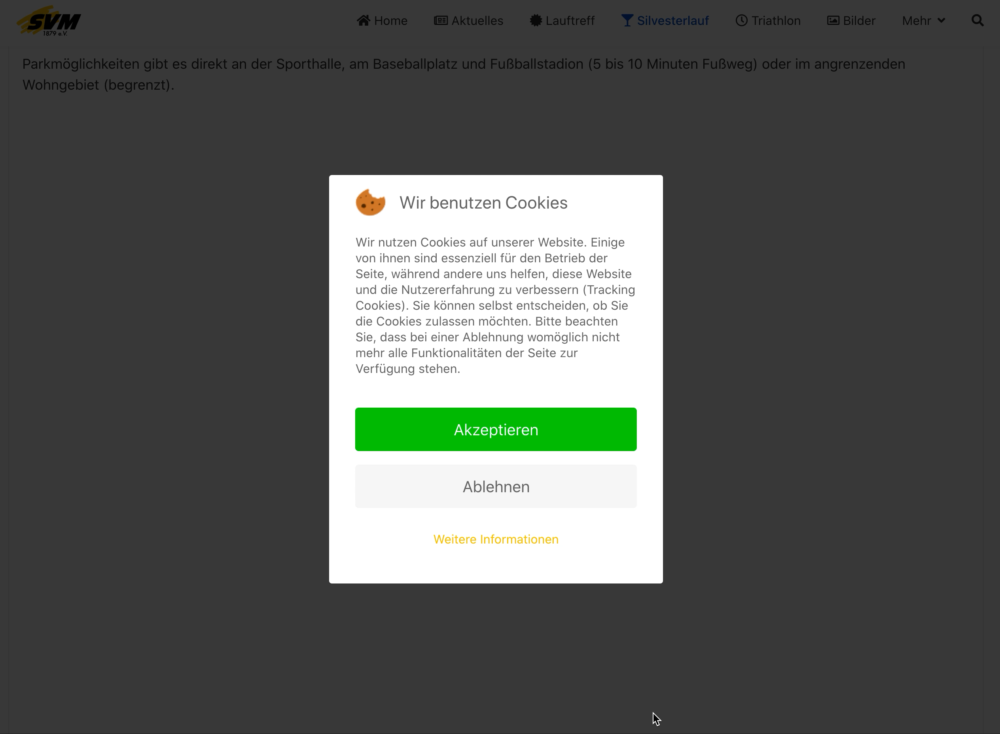 SVM
1879 e.V.
Home
Aktuelles
Lauftreff
Silvesterlauf
Triathlon
Bilder
Mehr
Parkmöglichkeiten gibt es direkt an der Sporthalle, am Baseballplatz und Fußballstadion (5 bis 10 Minuten Fußweg) oder im angrenzenden
Wohngebiet (begrenzt).
Wir benutzen Cookies
Wir nutzen Cookies auf unserer Website. Einige
von ihnen sind essenziell für den Betrieb der
Seite, während andere uns helfen, diese Website
und die Nutzererfahrung zu verbessern (Tracking
Cookies). Sie können selbst entscheiden, ob Sie
die Cookies zulassen möchten. Bitte beachten
Sie, dass bei einer Ablehnung womöglich nicht
mehr alle Funktionalitäten der Seite zur
Verfügung stehen.
Akzeptieren
Ablehnen
Weitere Informationen